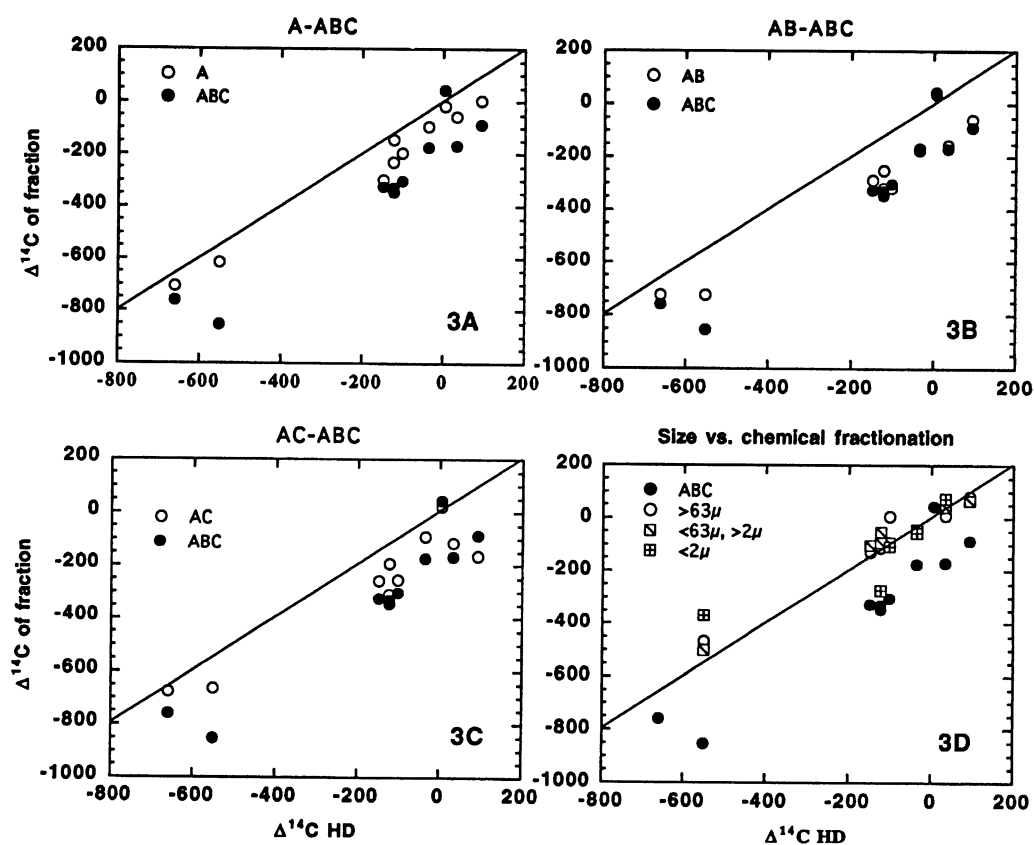 A-ABC
200
0
-200
-400
-600
-800
-1000
Δ¹⁴C of fraction
A
ABC
3A
-800 -600 -400 -200 0 200
AB-ABC
200
0
-200
-400
-600
-800
-1000
AB
ABC
3B
-800 -600 -400 -200 0 200
AC-ABC
200
0
-200
-400
-600
-800
-1000
Δ¹⁴C of fraction
AC
ABC
3C
-800 -600 -400 -200 0 200
Δ¹⁴C HD
Size vs. chemical fractionation
200
0
-200
-400
-600
-800
-1000
ABC
>63μ
<63μ, >2μ
<2μ
3D
-800 -600 -400 -200 0 200
Δ¹⁴C HD